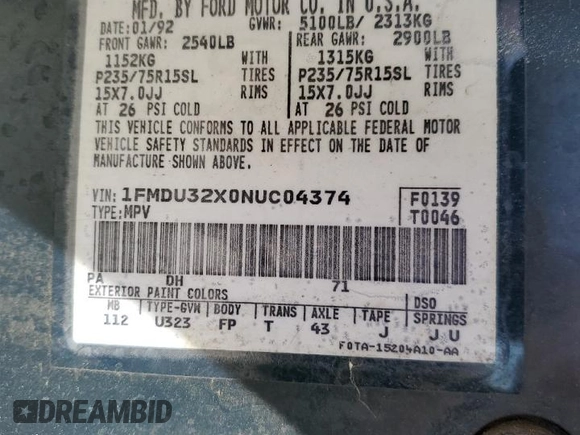 MFD. BY FORD MOTOR CO. IN U.S.A.
DATE: 01/92 GVWR: 5100LB/ 2313KG
FRONT GAWR: 2540LB REAR GAWR: 2900LB
1152KG WITH 1315KG WITH
P235/75R15SL TIRES P235/75R15SL TIRES
15X7.0JJ RIMS 15X7.0JJ RIMS
AT 26 PSI COLD AT 26 PSI COLD
THIS VEHICLE CONFORMS TO ALL APPLICABLE FEDERAL MOTOR
VEHICLE SAFETY STANDARDS IN EFFECT ON THE DATE OF
MANUFACTURE SHOWN ABOVE.
VIN: 1FMDU32X0NUC04374 F0139
TYPE: MPV T0046
PA DH 71
EXTERIOR PAINT COLORS DSO
MB TYPE-GVN BODY TRANS AXLE TAPE SPRINGS
112 U323 FP T 43 J J U
F0TA-15204A10-AA
DREAMBID